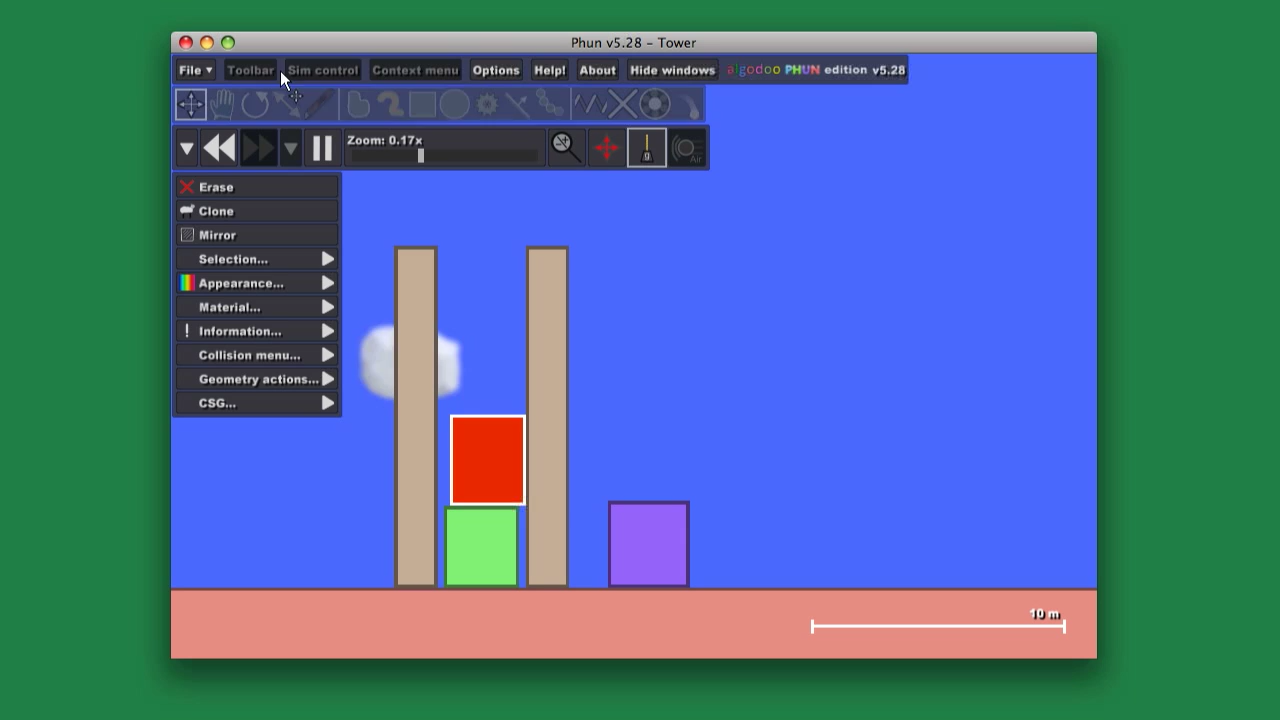 Phun v5.28 - Tower
File Toolbar Sim control Context menu Options Help! About Hide windows algodoo PHUN edition v5.28
Zoom: 0.17x
Air
Erase
Clone
Mirror
Selection...
Appearance...
Material...
! Information...
Collision menu...
Geometry actions...
CSG...
10 m